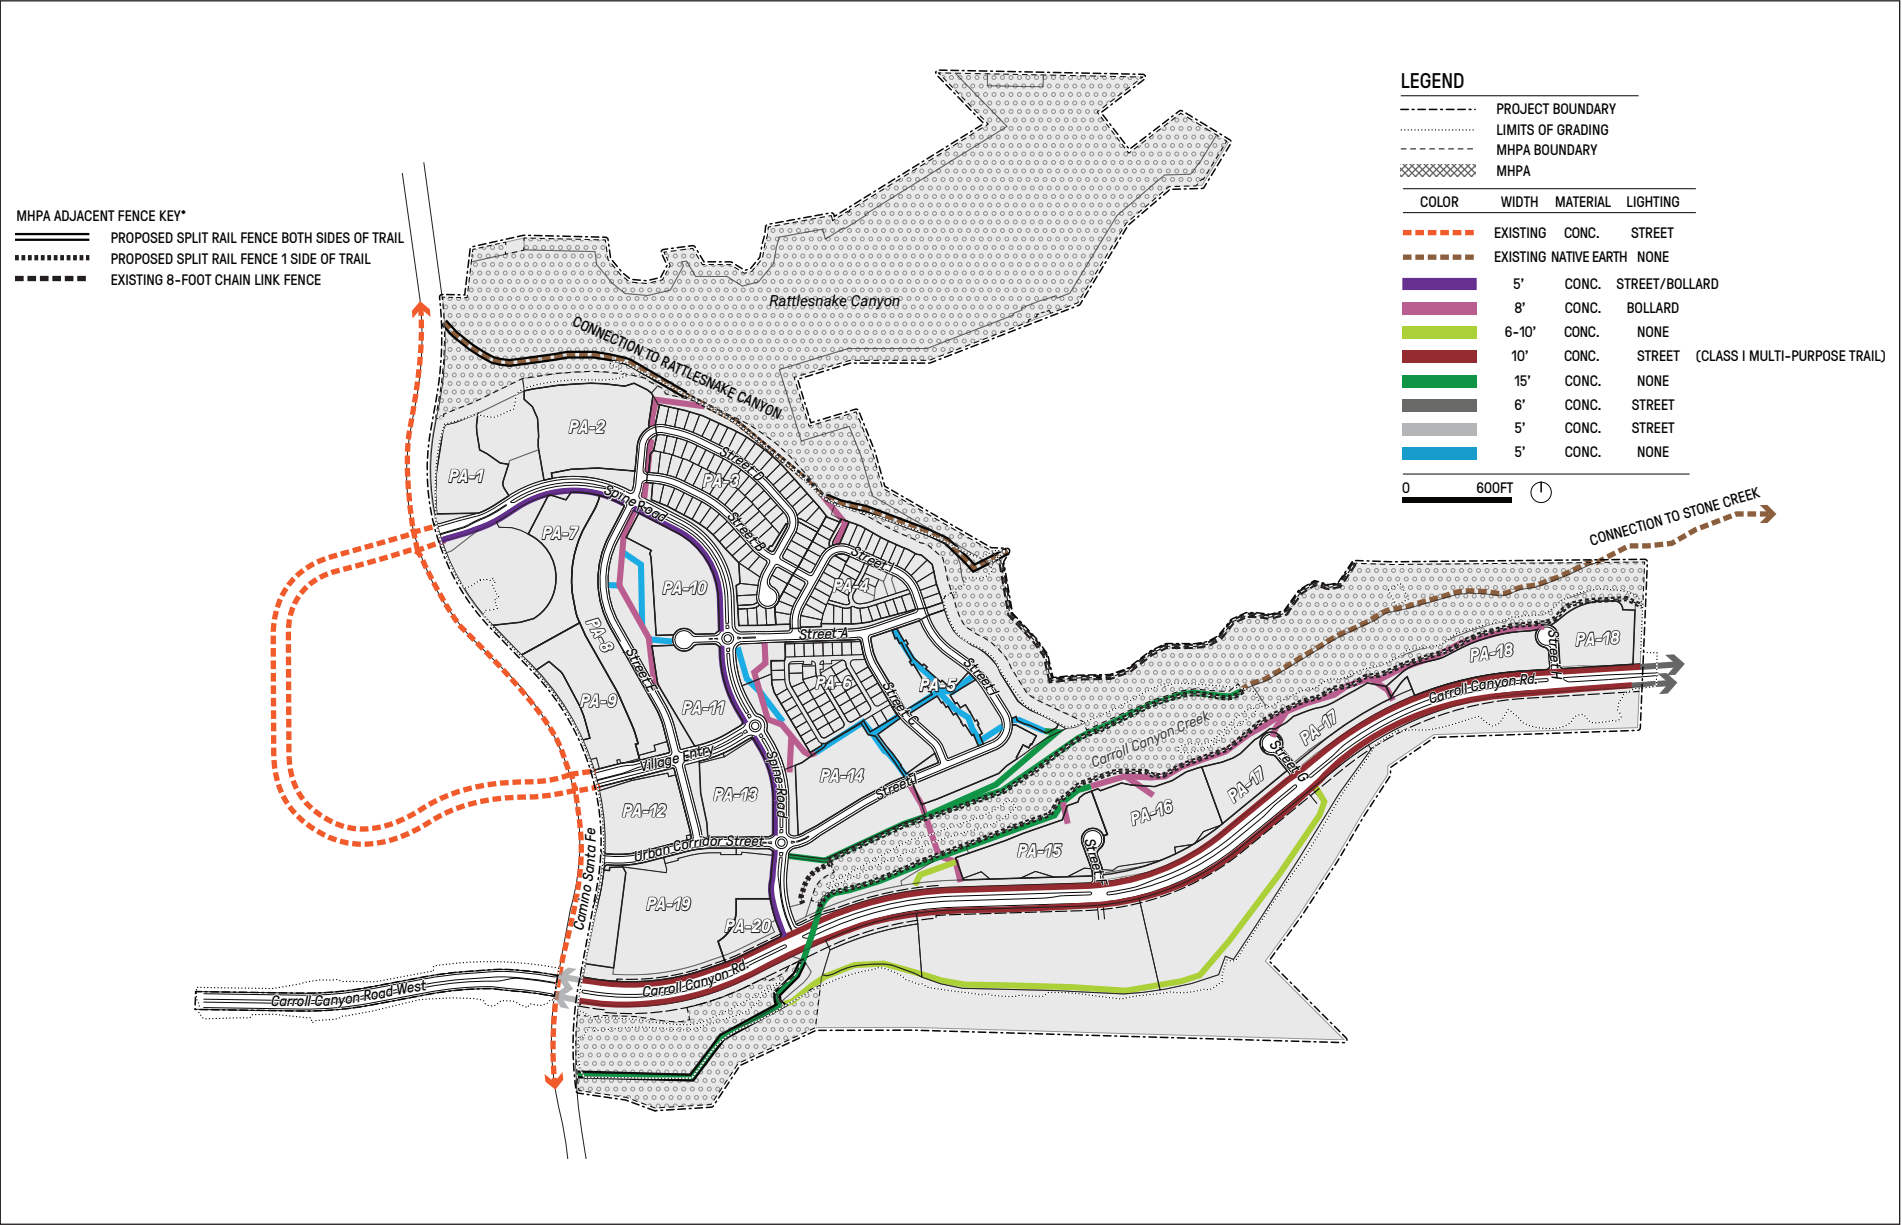 LEGEND
PROJECT BOUNDARY
LIMITS OF GRADING
MHPA BOUNDARY
MHPA
COLOR WIDTH MATERIAL LIGHTING
EXISTING CONC. STREET
EXISTING NATIVE EARTH NONE
5' CONC. STREET/BOLLARD
8' CONC. BOLLARD
6-10' CONC. NONE
10' CONC. STREET (CLASS I MULTI-PURPOSE TRAIL)
15' CONC. NONE
6' CONC. STREET
5' CONC. STREET
5' CONC. NONE
0 600FT
MHPA ADJACENT FENCE KEY*
PROPOSED SPLIT RAIL FENCE BOTH SIDES OF TRAIL
PROPOSED SPLIT RAIL FENCE 1 SIDE OF TRAIL
EXISTING 8-FOOT CHAIN LINK FENCE
Rattlesnake Canyon
CONNECTION TO RATTLESNAKE CANYON
CONNECTION TO STONE CREEK
PA-2
PA-1
Street D
PA-3
Spine Road
PA-7
Street B
Street I
PA-4
PA-10
PA-8
Street A
Street E
PA-6
PA-5
Street J
Street C
PA-9
PA-11
Village Entry
Spine Road
PA-14
Street J
PA-12
PA-13
Urban Corridor Street
Camino Santa Fe
PA-19
PA-20
Carroll Canyon Rd.
Carroll Canyon Road West
Carroll Canyon Creek
PA-15
Street F
PA-16
PA-17
Street G
PA-17
PA-18
Street H
PA-18
Carroll Canyon Rd.